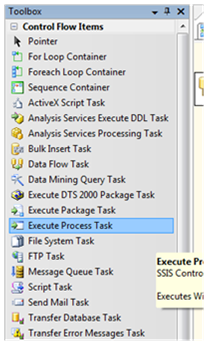 Toolbox
Control Flow Items
Pointer
For Loop Container
Foreach Loop Container
Sequence Container
ActiveX Script Task
Analysis Services Execute DDL Task
Analysis Services Processing Task
Bulk Insert Task
Data Flow Task
Data Mining Query Task
Execute DTS 2000 Package Task
Execute Package Task
Execute Process Task
File System Task
Execute Pro
FTP Task
SSIS Contro
Message Queue Task
Script Task
Executes Wi
Send Mail Task
Transfer Database Task
Transfer Error Messages Task